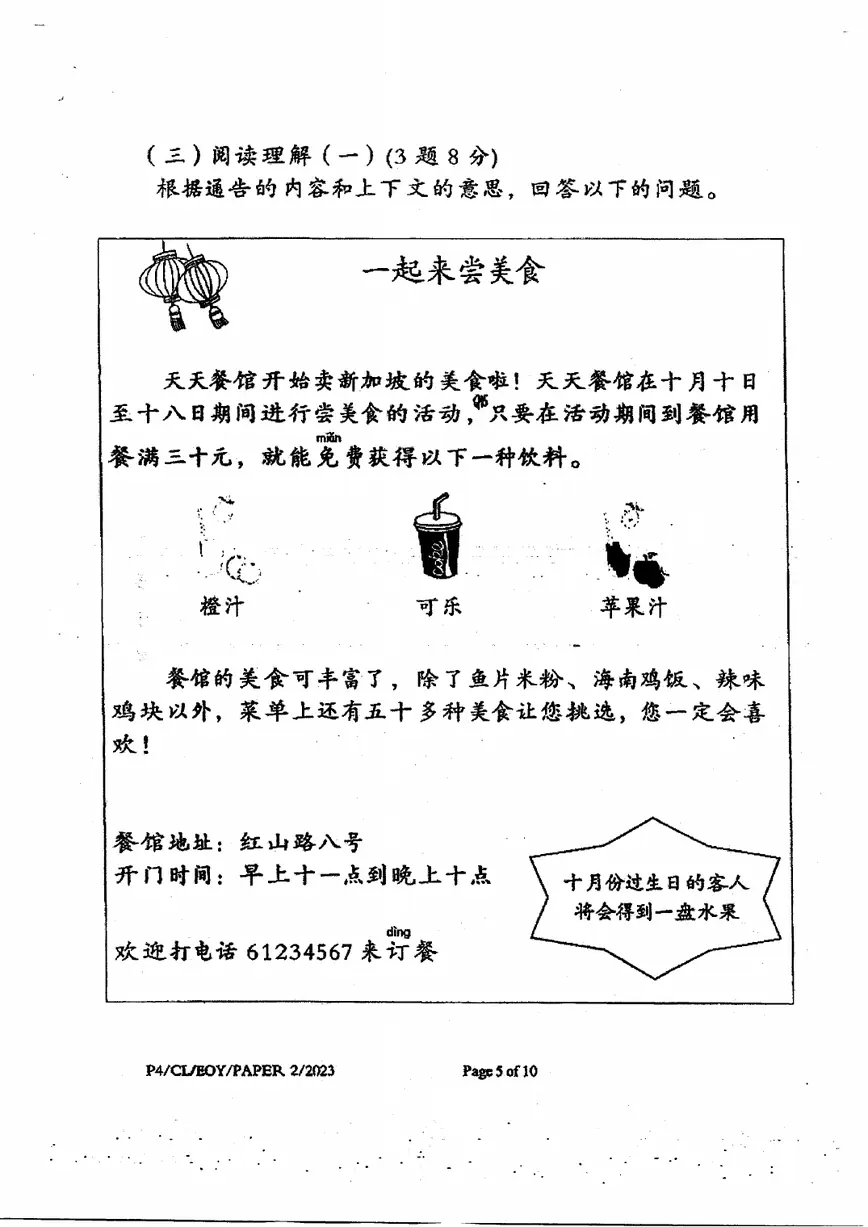 （三）阅读理解（一）(3 题 8 分)
根据通告的内容和上下文的意思，回答以下的问题。
一起来尝美食
天天餐馆开始卖新加坡的美食啦！天天餐馆在十月十日
至十八日期间进行尝美食的活动，只要在活动期间到餐馆用
miǎn
餐满三十元，就能免费获得以下一种饮料。
橙汁
可乐
苹果汁
餐馆的美食可丰富了，除了鱼片米粉、海南鸡饭、辣味
鸡块以外，菜单上还有五十多种美食让您挑选，您一定会喜
欢！
餐馆地址：红山路八号
开门时间：早上十一点到晚上十点
十月份过生日的客人
将会得到一盘水果
dìng
欢迎打电话 61234567 来订餐
P4/CL/EOY/PAPER 2/2023
Page 5 of 10